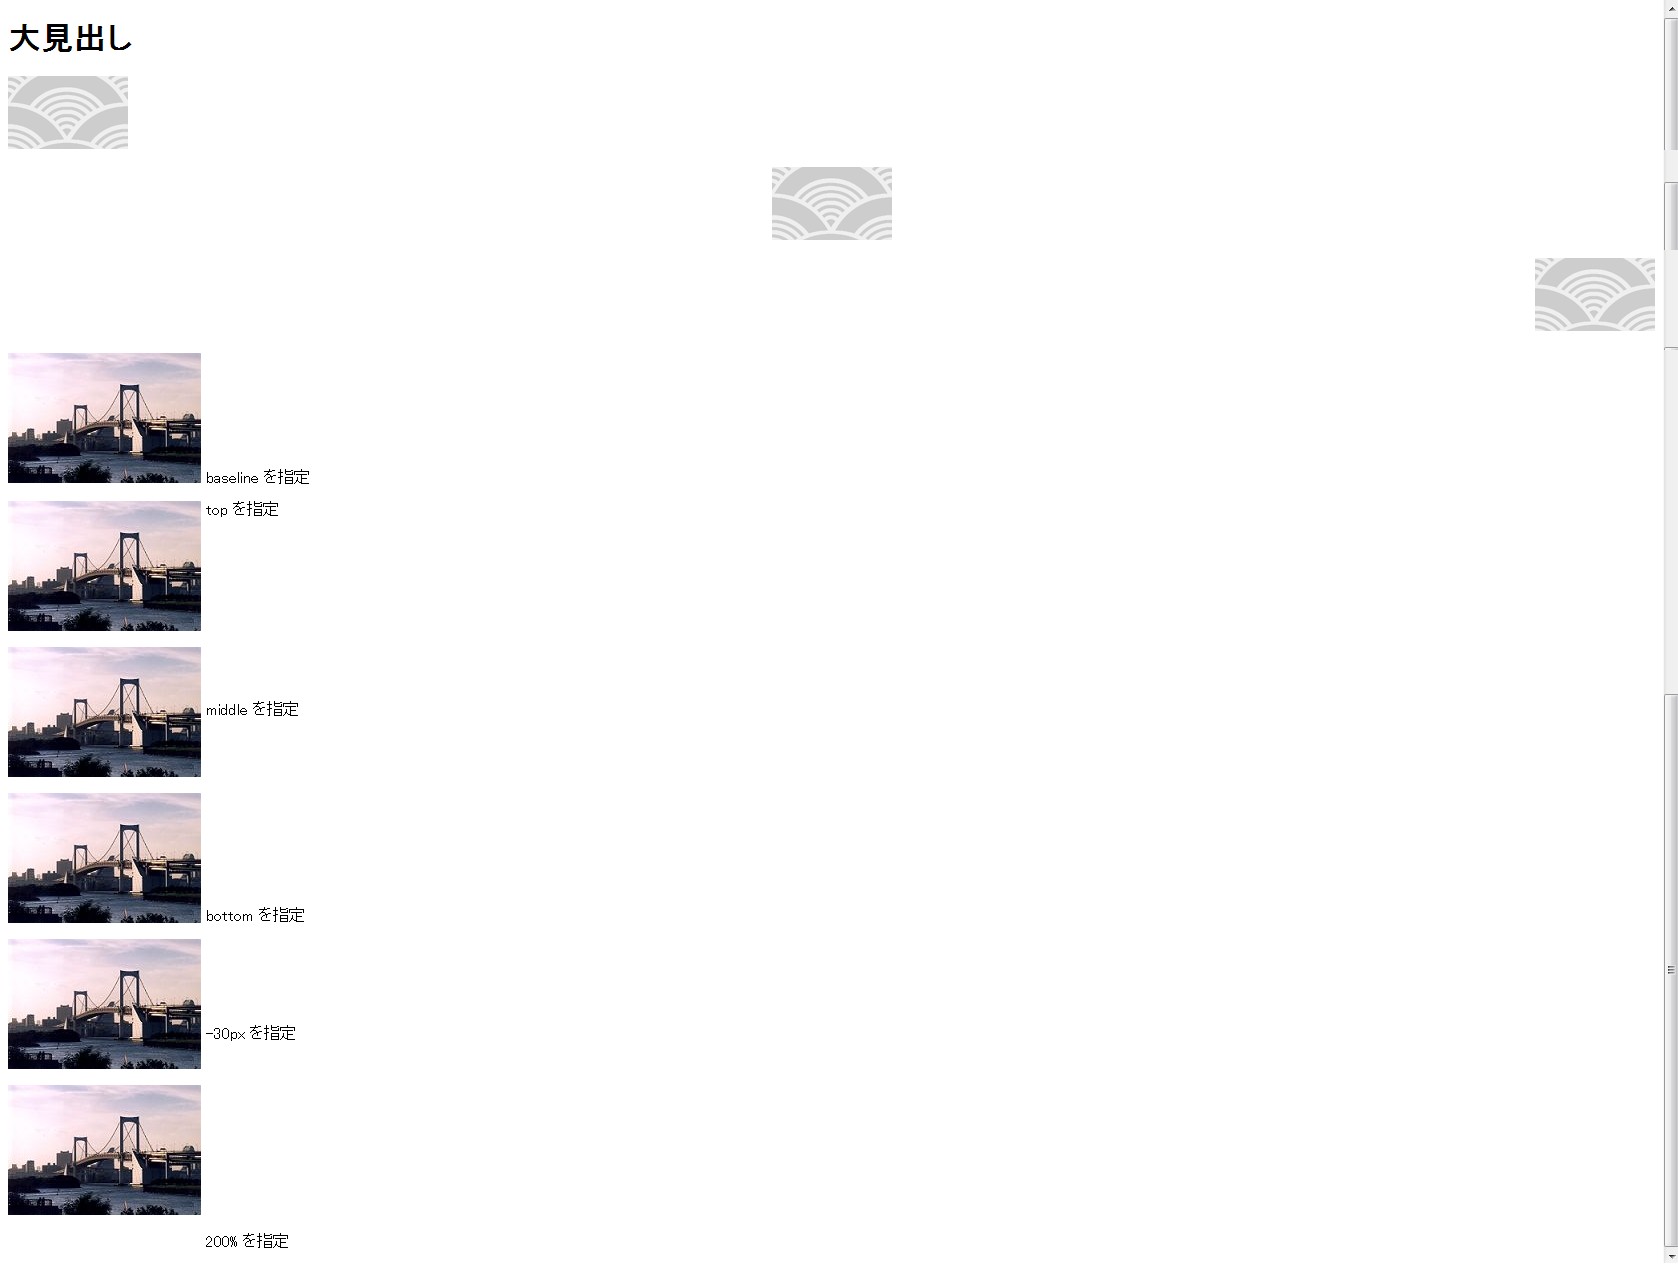 大見出し
baseline を指定
top を指定
middle を指定
bottom を指定
-30px を指定
200% を指定